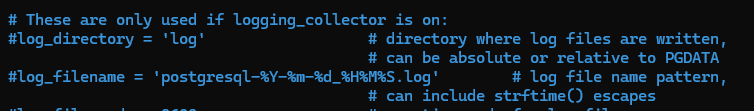 # These are only used if logging_collector is on:
#log_directory = 'log' # directory where log files are written,
# can be absolute or relative to PGDATA
#log_filename = 'postgresql-%Y-%m-%d_%H%M%S.log' # log file name pattern,
# can include strftime() escapes